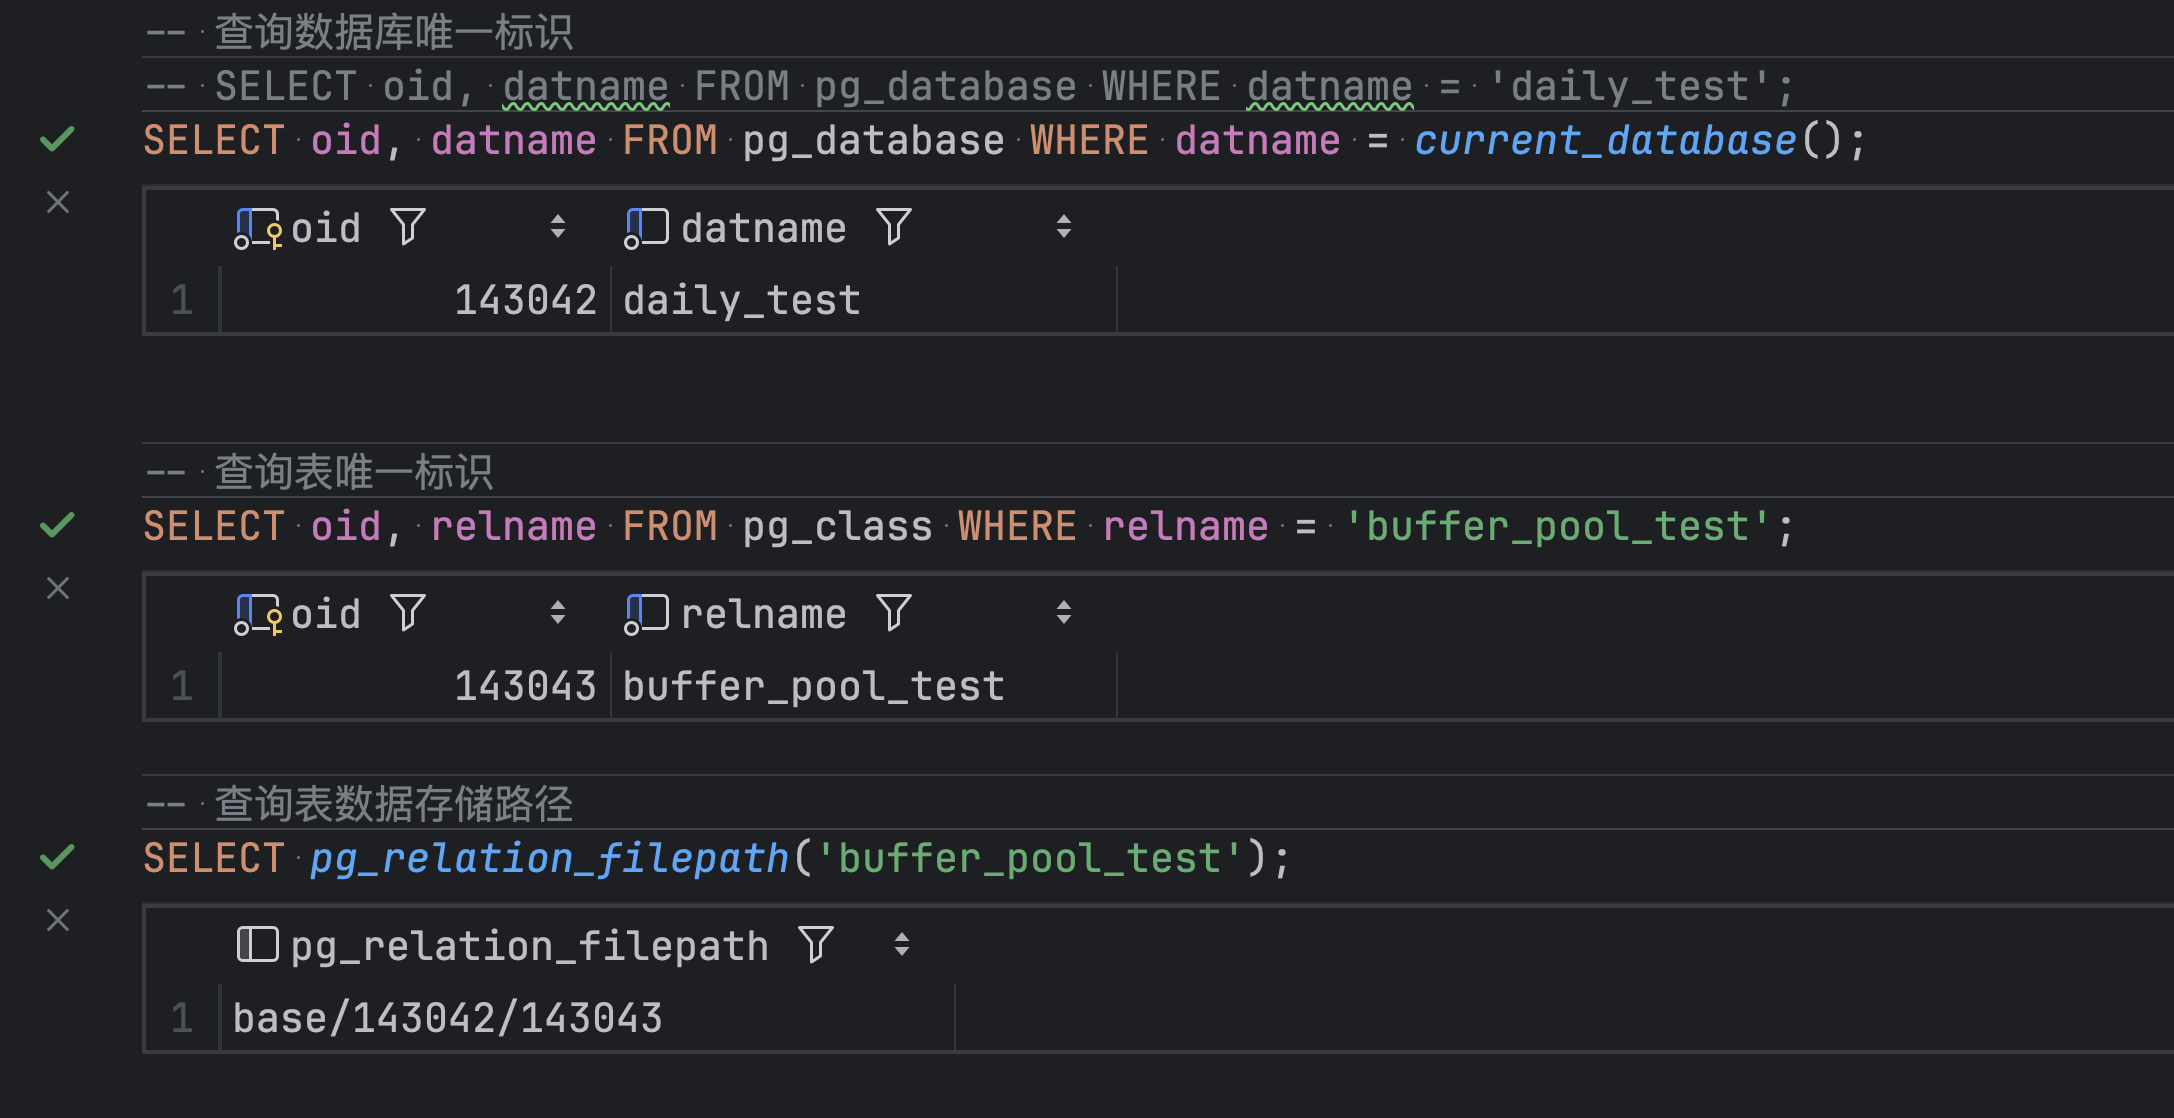 -- 查询数据库唯一标识
-- SELECT oid, datname FROM pg_database WHERE datname = 'daily_test';
SELECT oid, datname FROM pg_database WHERE datname = current_database();
oid datname
1 143042 daily_test
-- 查询表唯一标识
SELECT oid, relname FROM pg_class WHERE relname = 'buffer_pool_test';
oid relname
1 143043 buffer_pool_test
-- 查询表数据存储路径
SELECT pg_relation_filepath('buffer_pool_test');
pg_relation_filepath
1 base/143042/143043